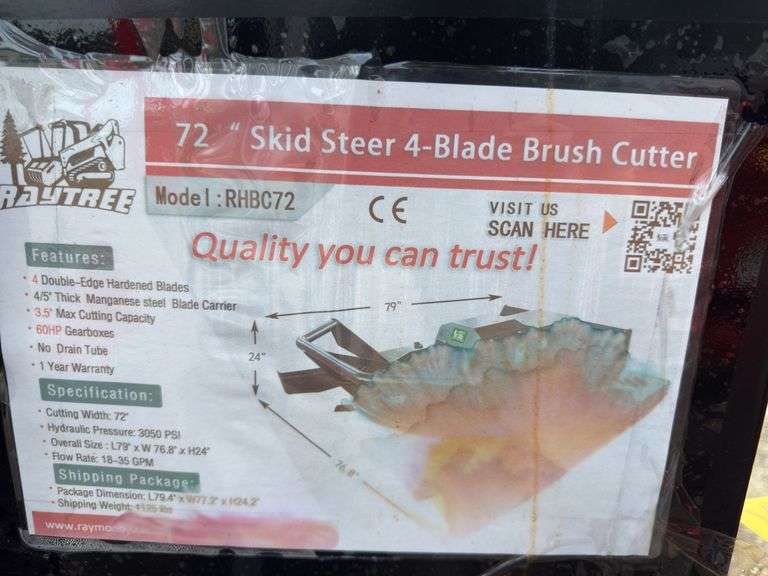 RAYTREE
72 " Skid Steer 4-Blade Brush Cutter
Model:RHBC72
CE
VISIT US
SCAN HERE
Quality you can trust!
Features:
• 4 Double-Edge Hardened Blades
• 4/5" Thick Manganese steel Blade Carrier
• 3.5" Max Cutting Capacity
• 60HP Gearboxes
• No Drain Tube
• 1 Year Warranty
79"
24"
76.8"
Specification:
• Cutting Width: 72"
• Hydraulic Pressure: 3050 PSI
• Overall Size : L79" x W 76.8" x H24"
• Flow Rate: 18-35 GPM
Shipping Package:
• Package Dimension: L79.4" x W77.2" x H24.2"
• Shipping Weight: lbs
www.raymo